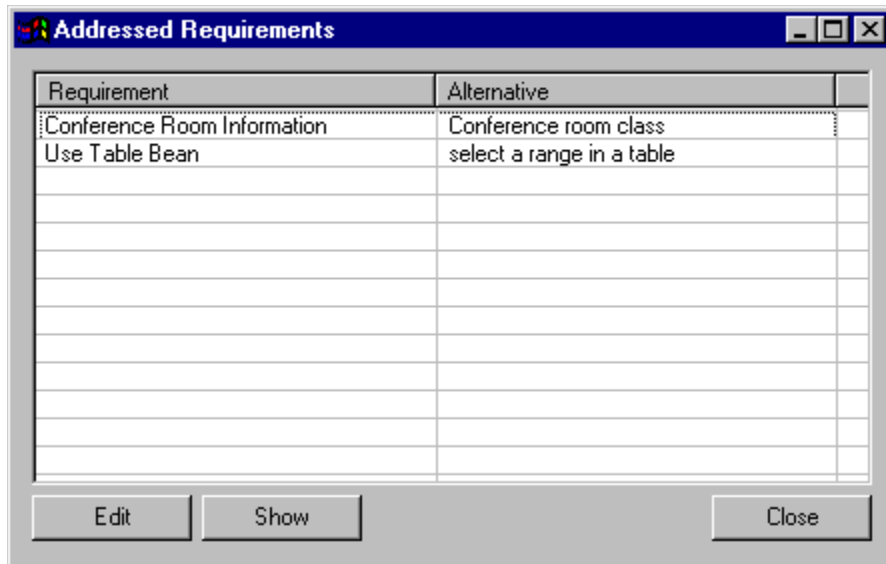 Addressed Requirements
Requirement Alternative
Conference Room Information Conference room class
Use Table Bean select a range in a table
Edit Show Close